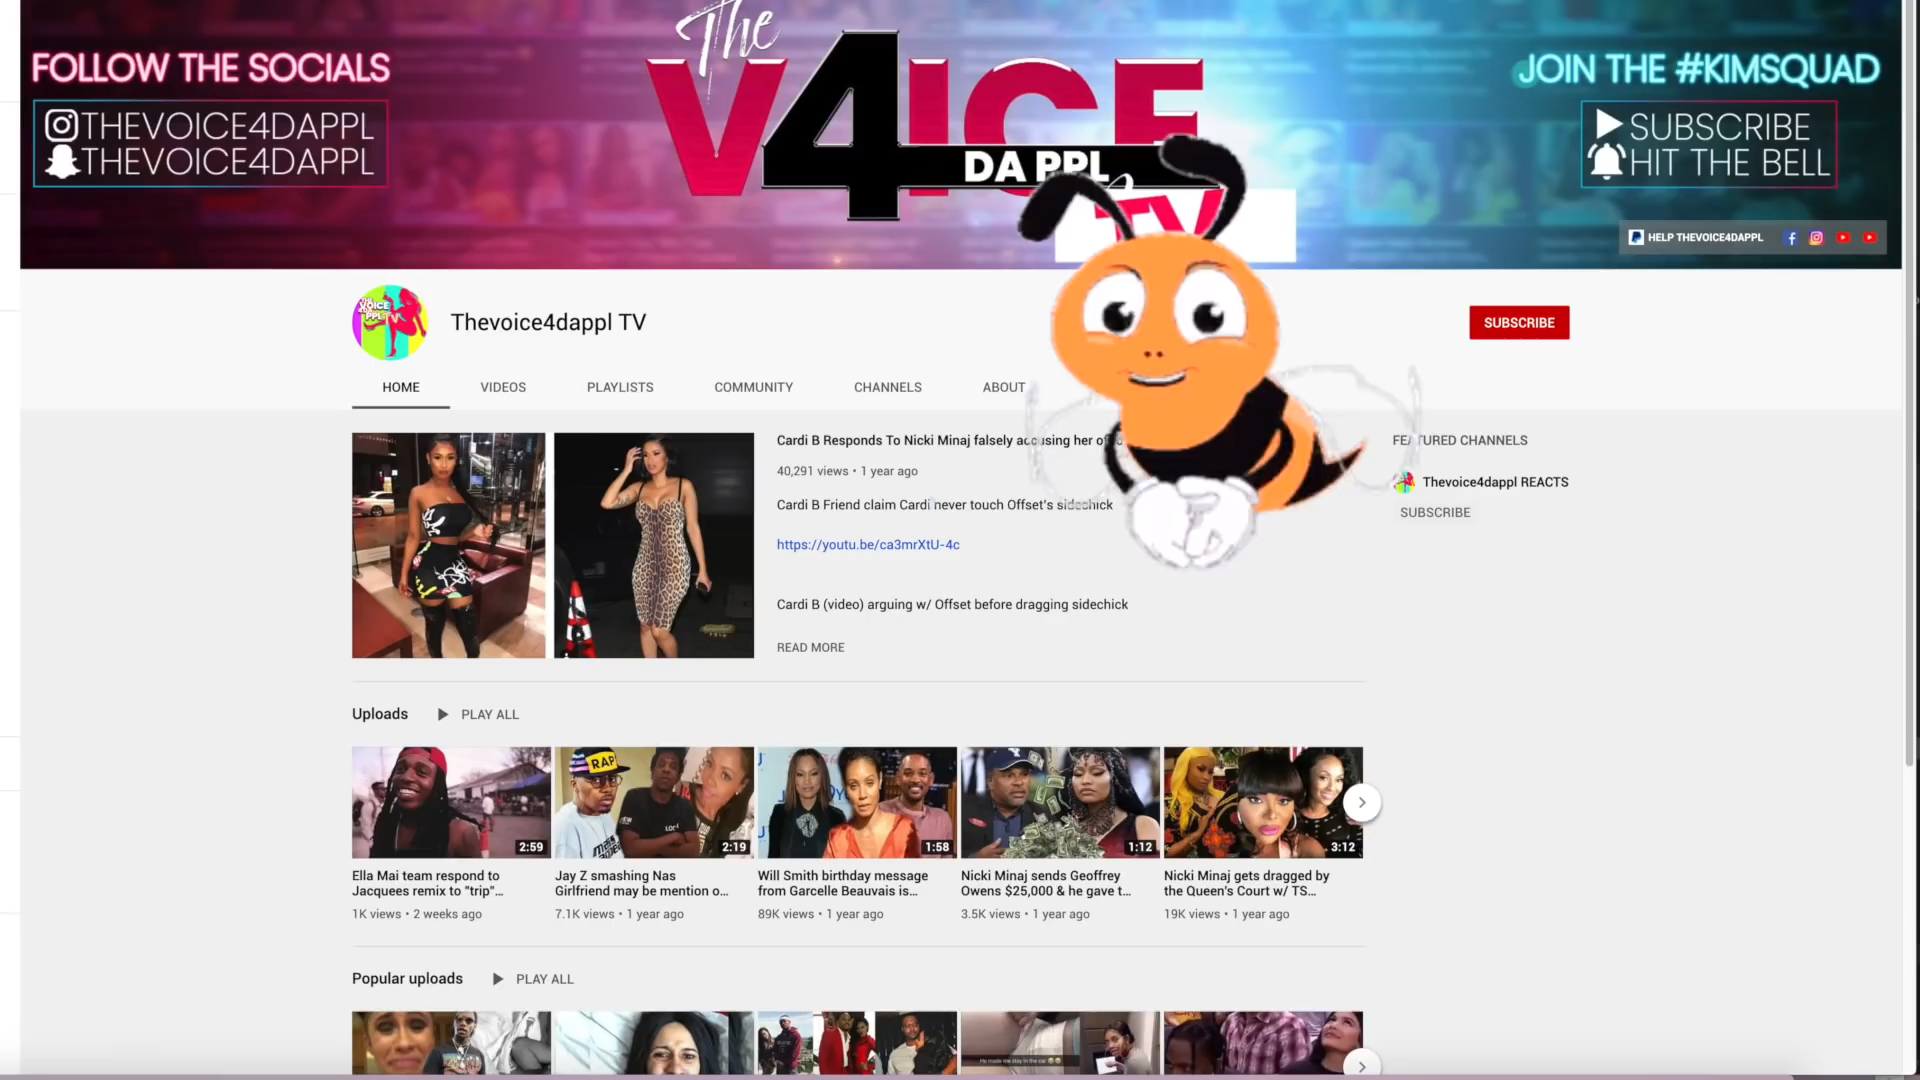 FOLLOW THE SOCIALS
THEVOICE4DAPPL
THEVOICE4DAPPL
The
V4ICE
DA PPL
TV
JOIN THE #KIMSQUAD
SUBSCRIBE
HIT THE BELL
HELP THEVOICE4DAPPL
Thevoice4dappl TV
SUBSCRIBE
HOME VIDEOS PLAYLISTS COMMUNITY CHANNELS ABOUT
Cardi B Responds To Nicki Minaj falsely accusing her of
40,291 views • 1 year ago
Cardi B Friend claim Cardi never touch Offset's sidechick
https://youtu.be/ca3mrXtU-4c
Cardi B (video) arguing w/ Offset before dragging sidechick
READ MORE
FEATURED CHANNELS
Thevoice4dappl REACTS
SUBSCRIBE
Uploads PLAY ALL
RAP
2:59
2:19
1:58
1:12
3:12
Ella Mai team respond to
Jacquees remix to "trip"...
1K views • 2 weeks ago
Jay Z smashing Nas
Girlfriend may be mention o...
7.1K views • 1 year ago
Will Smith birthday message
from Garcelle Beauvais is...
89K views • 1 year ago
Nicki Minaj sends Geoffrey
Owens $25,000 & he gave t...
3.5K views • 1 year ago
Nicki Minaj gets dragged by
the Queen's Court w/ TS...
19K views • 1 year ago
Popular uploads PLAY ALL
He made me stay in the car